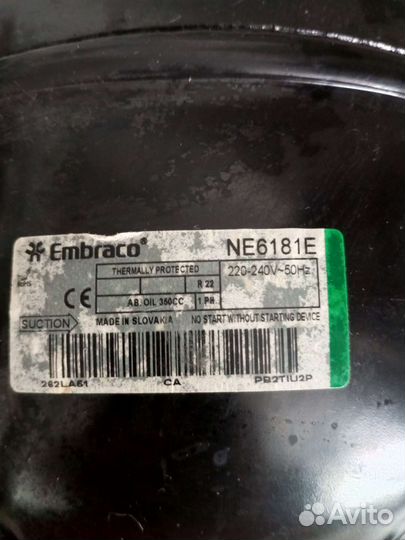 Embraco® NE6181E
THERMALLY PROTECTED
R 22
220-240V~50Hz
CE
AB. OIL 350CC 1 PH.
SUCTION MADE IN SLOVAKIA NO START WITHOUT STARTING DEVICE
262LA51 CA PB2TIU2P
Avito